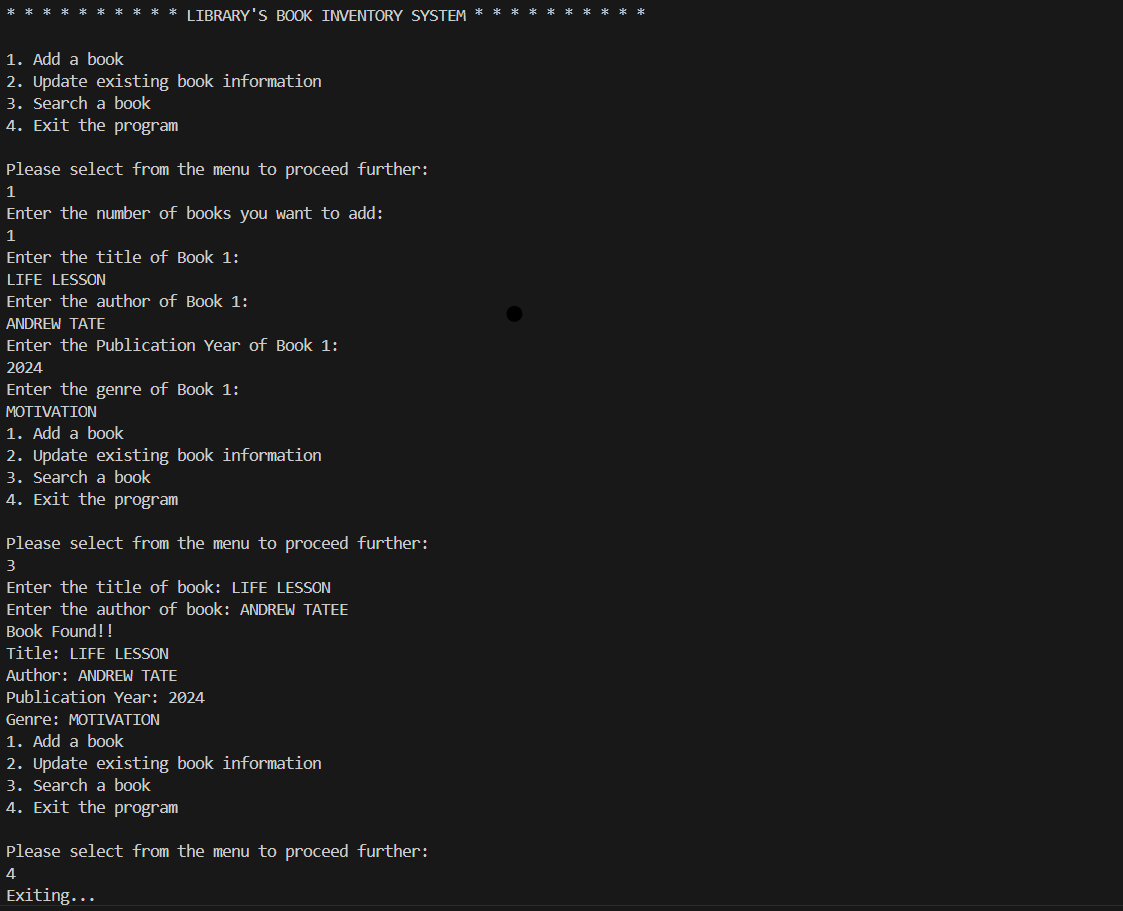 * * * * * * * * * * LIBRARY'S BOOK INVENTORY SYSTEM * * * * * * * * * *
1. Add a book
2. Update existing book information
3. Search a book
4. Exit the program
Please select from the menu to proceed further:
1
Enter the number of books you want to add:
1
Enter the title of Book 1:
LIFE LESSON
Enter the author of Book 1:
ANDREW TATE
Enter the Publication Year of Book 1:
2024
Enter the genre of Book 1:
MOTIVATION
1. Add a book
2. Update existing book information
3. Search a book
4. Exit the program
Please select from the menu to proceed further:
3
Enter the title of book: LIFE LESSON
Enter the author of book: ANDREW TATEE
Book Found!!
Title: LIFE LESSON
Author: ANDREW TATE
Publication Year: 2024
Genre: MOTIVATION
1. Add a book
2. Update existing book information
3. Search a book
4. Exit the program
Please select from the menu to proceed further:
4
Exiting...